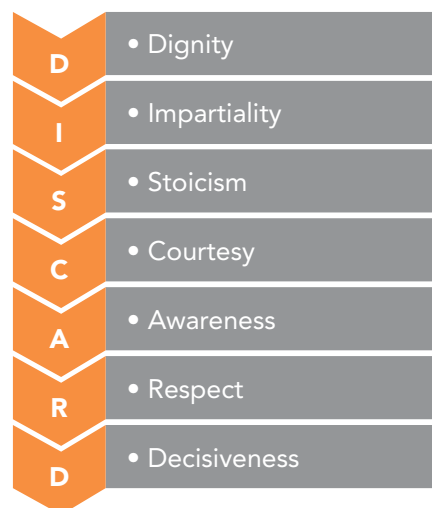 D • Dignity
I • Impartiality
S • Stoicism
C • Courtesy
A • Awareness
R • Respect
D • Decisiveness